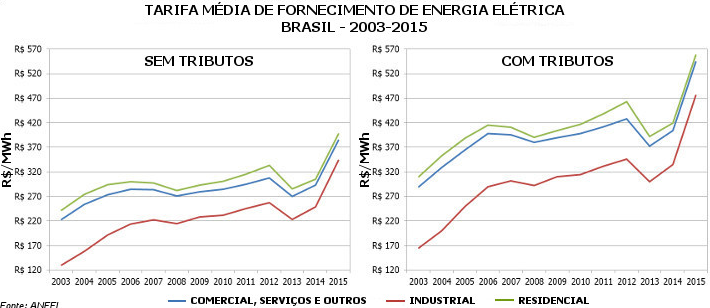 TARIFA MÉDIA DE FORNECIMENTO DE ENERGIA ELÉTRICA
BRASIL - 2003-2015
SEM TRIBUTOS
R$/MWh
R$ 570
R$ 520
R$ 470
R$ 420
R$ 370
R$ 320
R$ 270
R$ 220
R$ 170
R$ 120
2003 2004 2005 2006 2007 2008 2009 2010 2011 2012 2013 2014 2015
COM TRIBUTOS
R$/MWh
R$ 570
R$ 520
R$ 470
R$ 420
R$ 370
R$ 320
R$ 270
R$ 220
R$ 170
R$ 120
2003 2004 2005 2006 2007 2008 2009 2010 2011 2012 2013 2014 2015
COMERCIAL, SERVIÇOS E OUTROS INDUSTRIAL RESIDENCIAL
Fonte: ANEEL